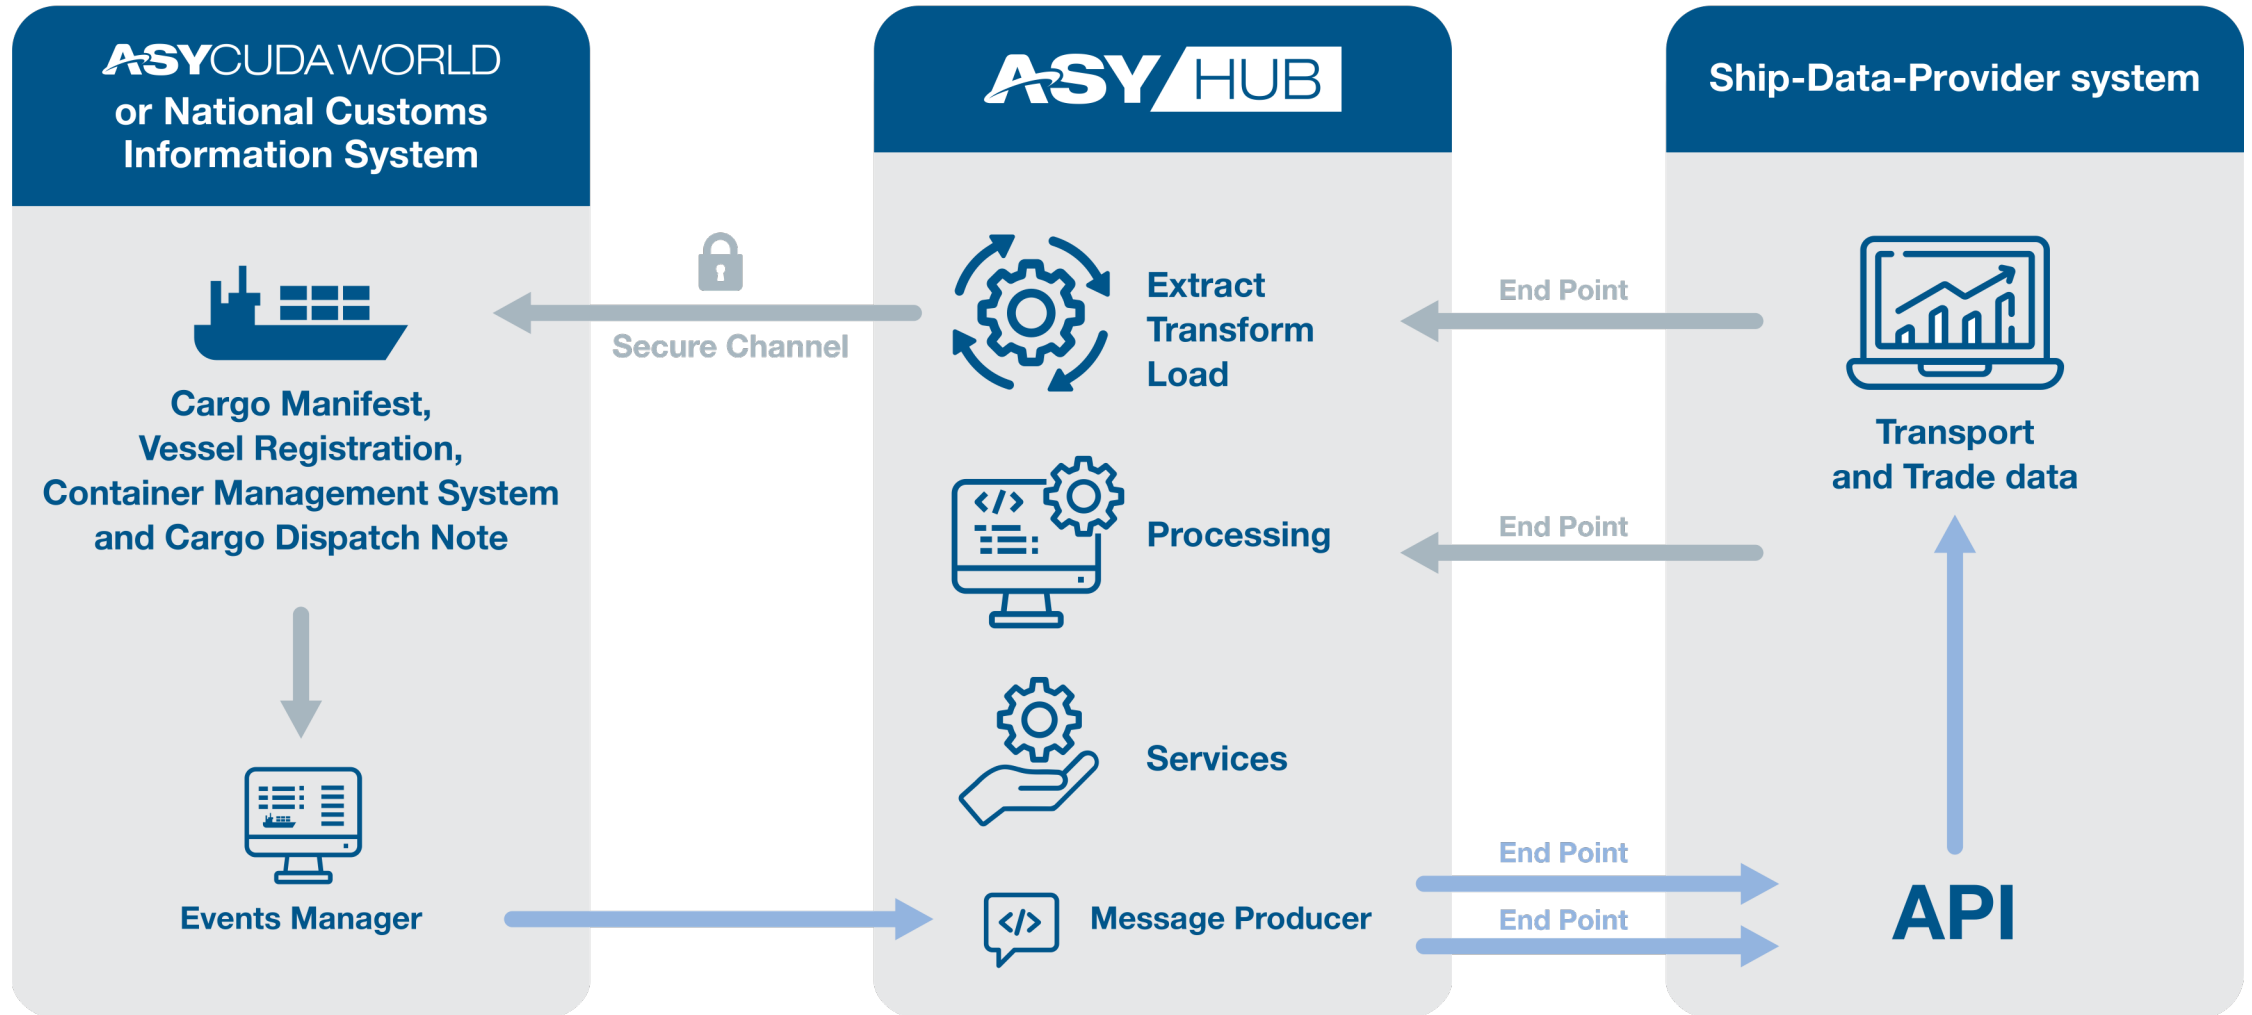 ASYCUDAWORLD
or National Customs
Information System
Cargo Manifest,
Vessel Registration,
Container Management System
and Cargo Dispatch Note
Events Manager
Secure Channel
ASYHUB
Extract
Transform
Load
Processing
Services
Message Producer
End Point
End Point
End Point
End Point
Ship-Data-Provider system
Transport
and Trade data
API